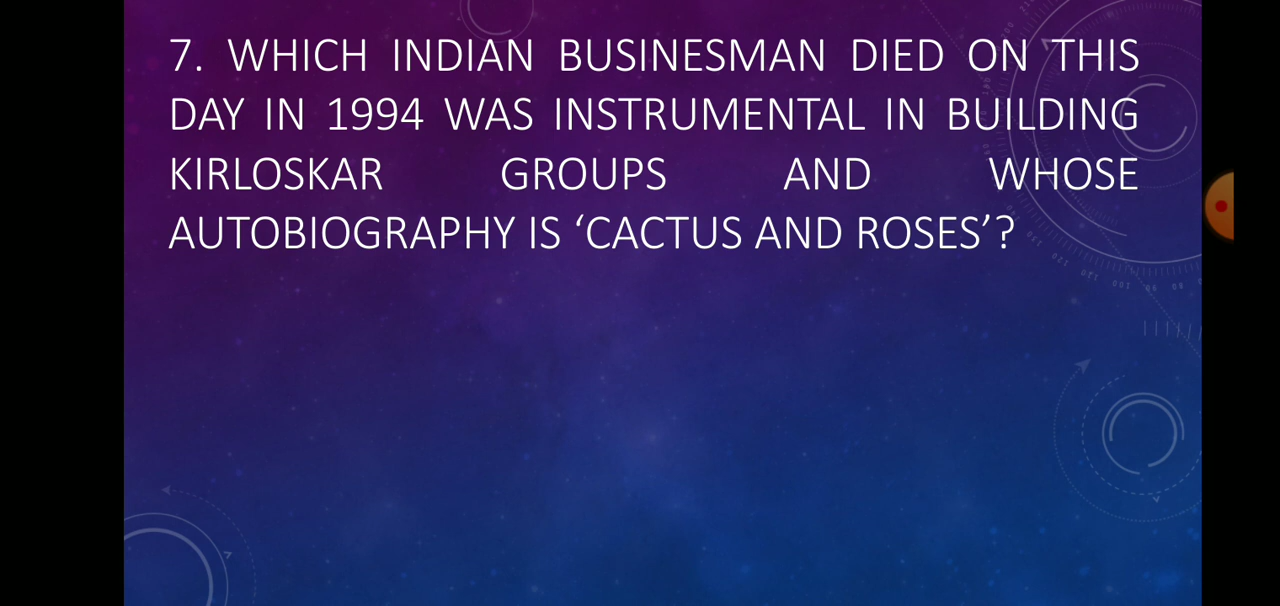 7. WHICH INDIAN BUSINESMAN DIED ON THIS
DAY IN 1994 WAS INSTRUMENTAL IN BUILDING
KIRLOSKAR GROUPS AND WHOSE
AUTOBIOGRAPHY IS ‘CACTUS AND ROSES’?